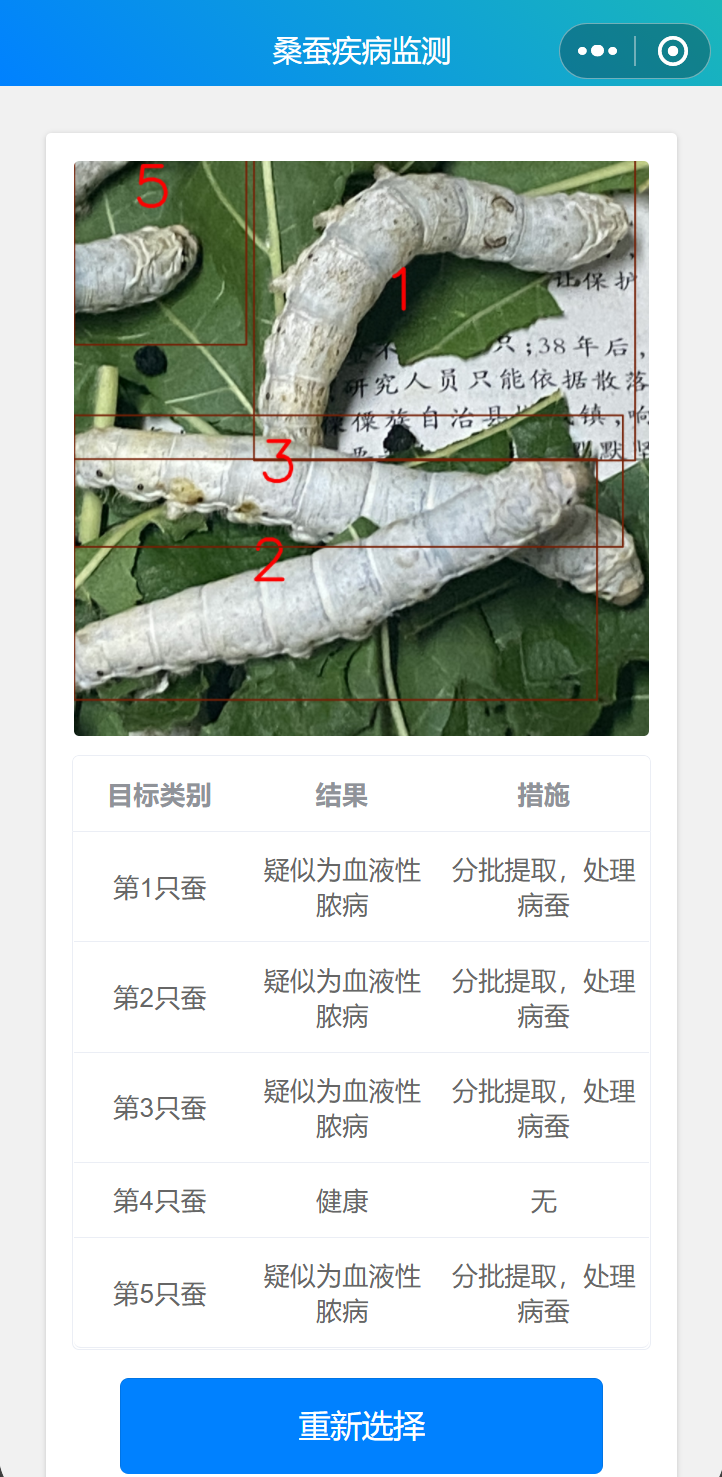 桑蚕疾病监测
5
1
让保护
只;38年后,
研究人员只能依据散落
傈僳族自治县
镇,响
3
2
目标类别 结果 措施
第1只蚕 疑似为血液性脓病 分批提取，处理病蚕
第2只蚕 疑似为血液性脓病 分批提取，处理病蚕
第3只蚕 疑似为血液性脓病 分批提取，处理病蚕
第4只蚕 健康 无
第5只蚕 疑似为血液性脓病 分批提取，处理病蚕
重新选择